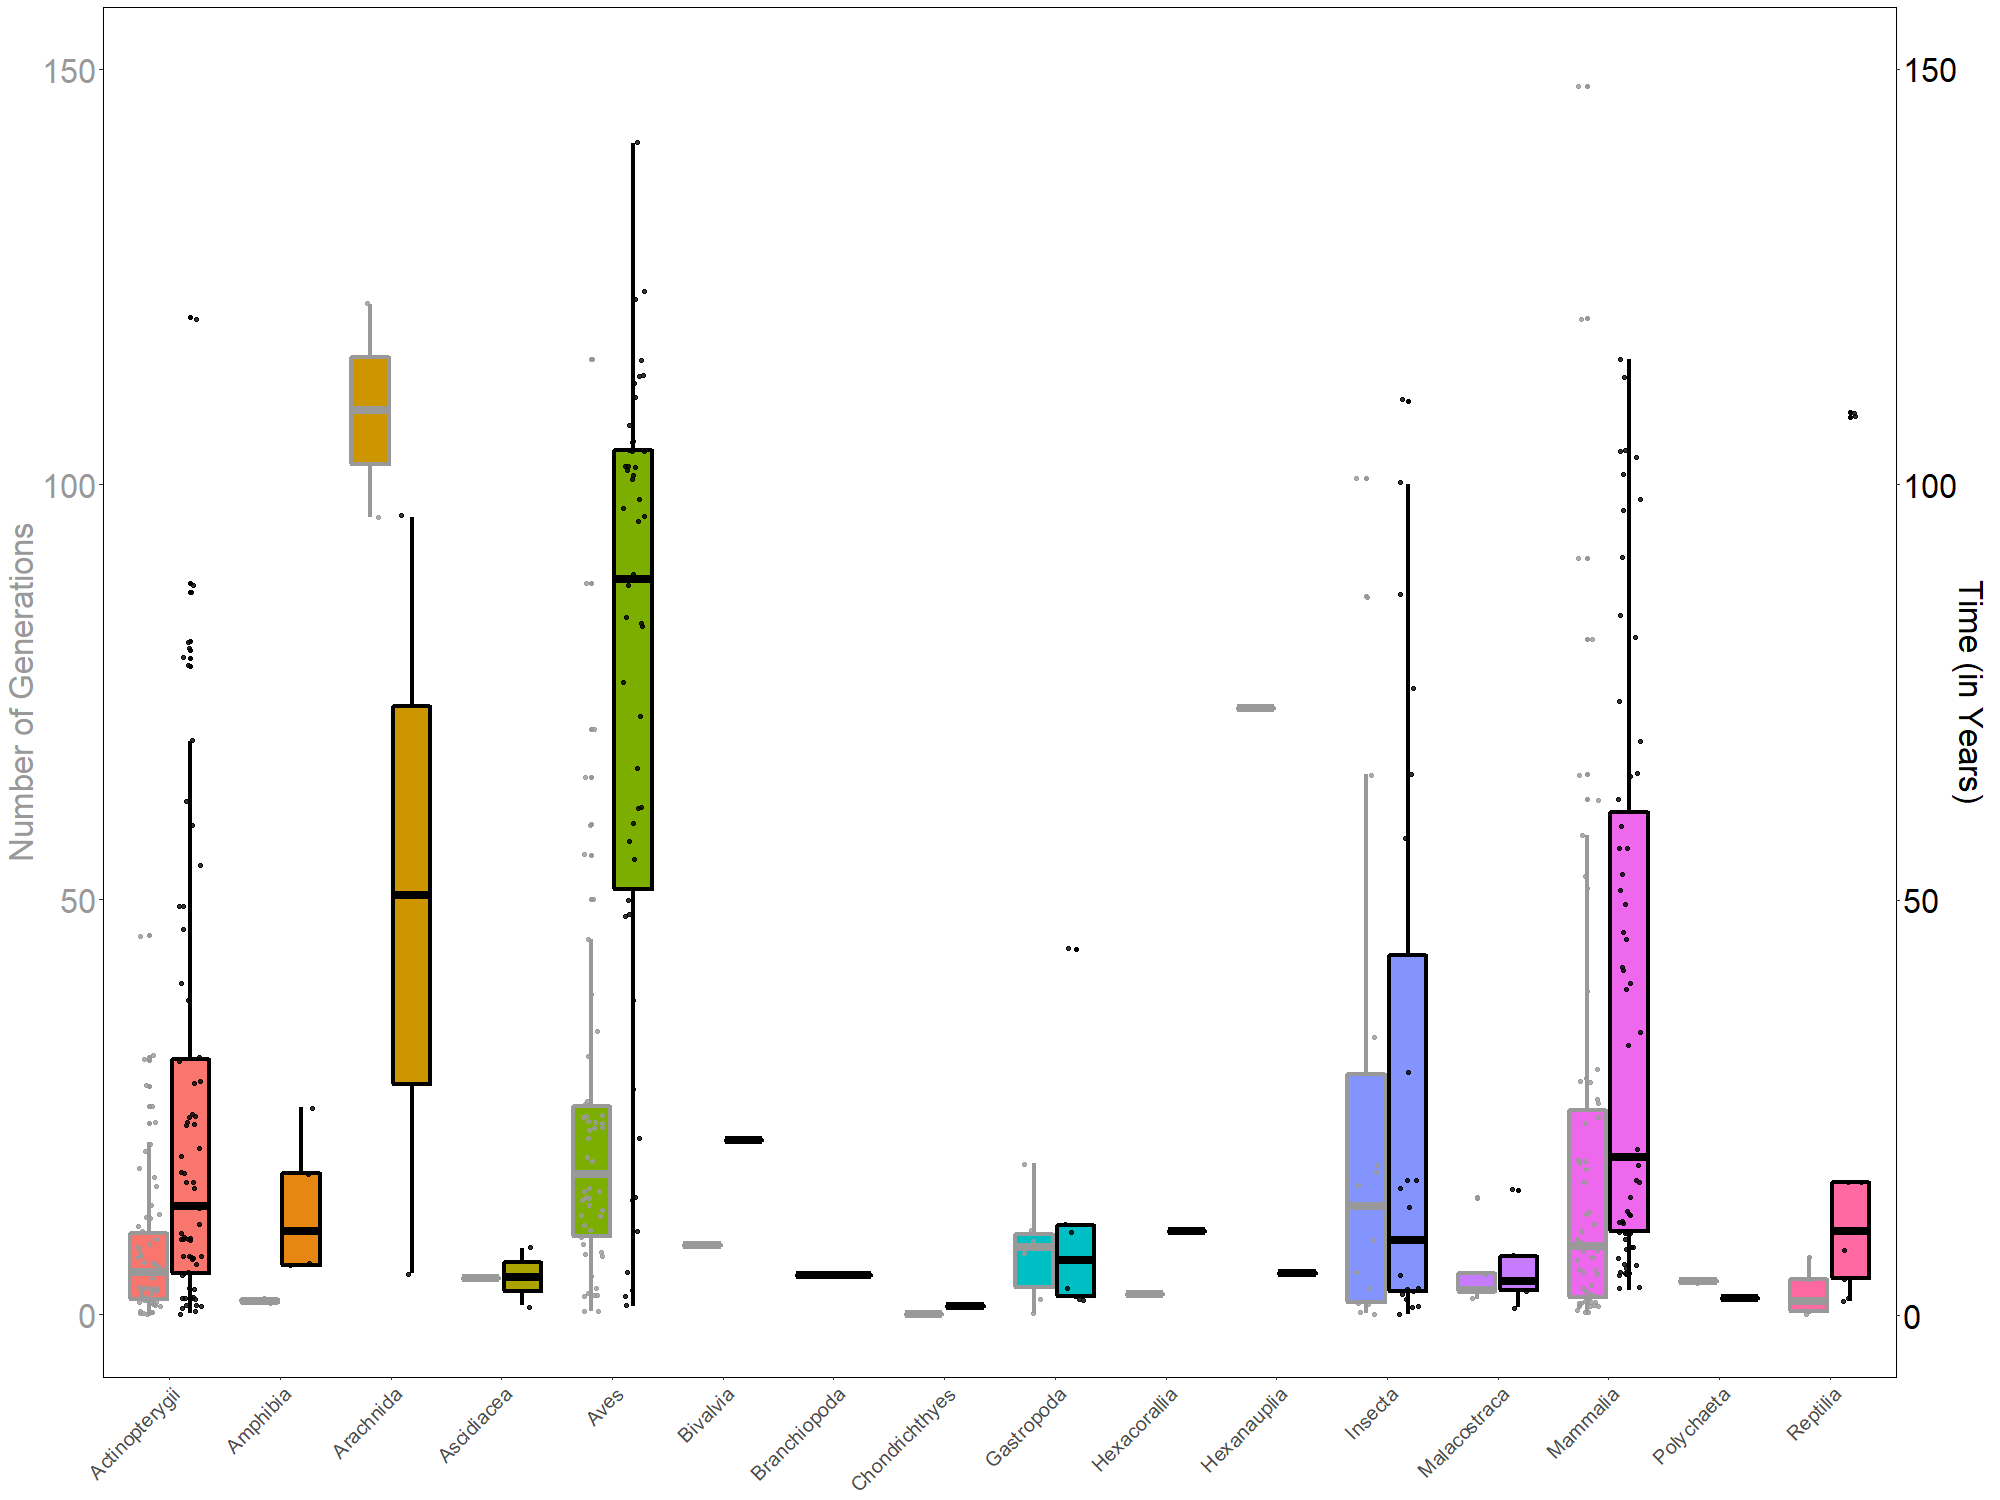 Number of Generations
150
100
50
0
150
100
50
0
Time (in Years)
Actinopterygii
Amphibia
Arachnida
Ascidiacea
Aves
Bivalvia
Branchiopoda
Chondrichthyes
Gastropoda
Hexacorallia
Hexanauplia
Insecta
Malacostraca
Mammalia
Polychaeta
Reptilia